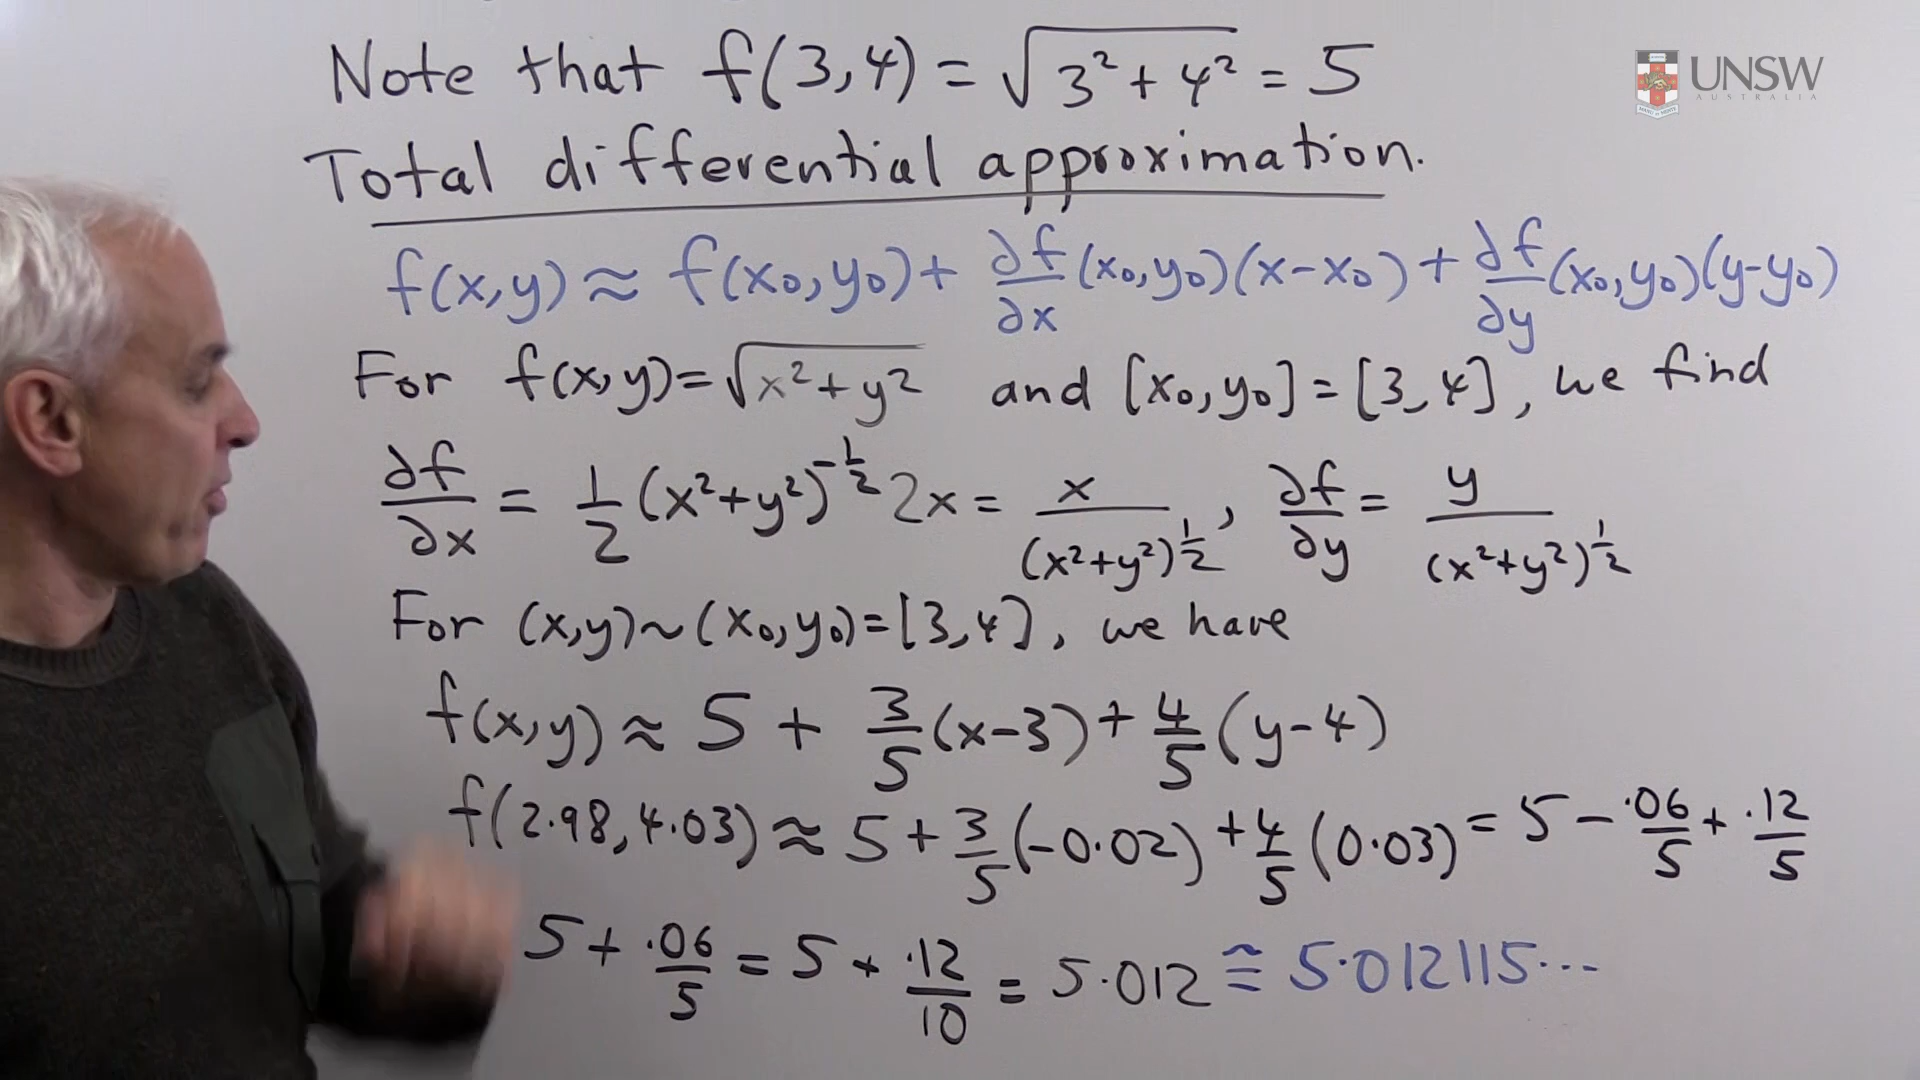 Note that f(3,4) = √(3² + 4²) = 5
UNSW
AUSTRALIA
Total differential approximation.
f(x,y) ≈ f(x₀,y₀) + ∂f/∂x (x₀,y₀)(x-x₀) + ∂f/∂y (x₀,y₀)(y-y₀)
For f(x,y) = √(x² + y²) and [x₀,y₀] = [3,4], we find
∂f/∂x = 1/2 (x²+y²)^(-1/2) 2x = x/(x²+y²)^(1/2), ∂f/∂y = y/(x²+y²)^(1/2)
For (x,y) ~ (x₀,y₀) = [3,4], we have
f(x,y) ≈ 5 + 3/5 (x-3) + 4/5 (y-4)
f(2·98, 4·03) ≈ 5 + 3/5 (-0·02) + 4/5 (0·03) = 5 - ·06/5 + ·12/5
5 + ·06/5 = 5 + ·12/10 = 5·012 ≅ 5·012115···